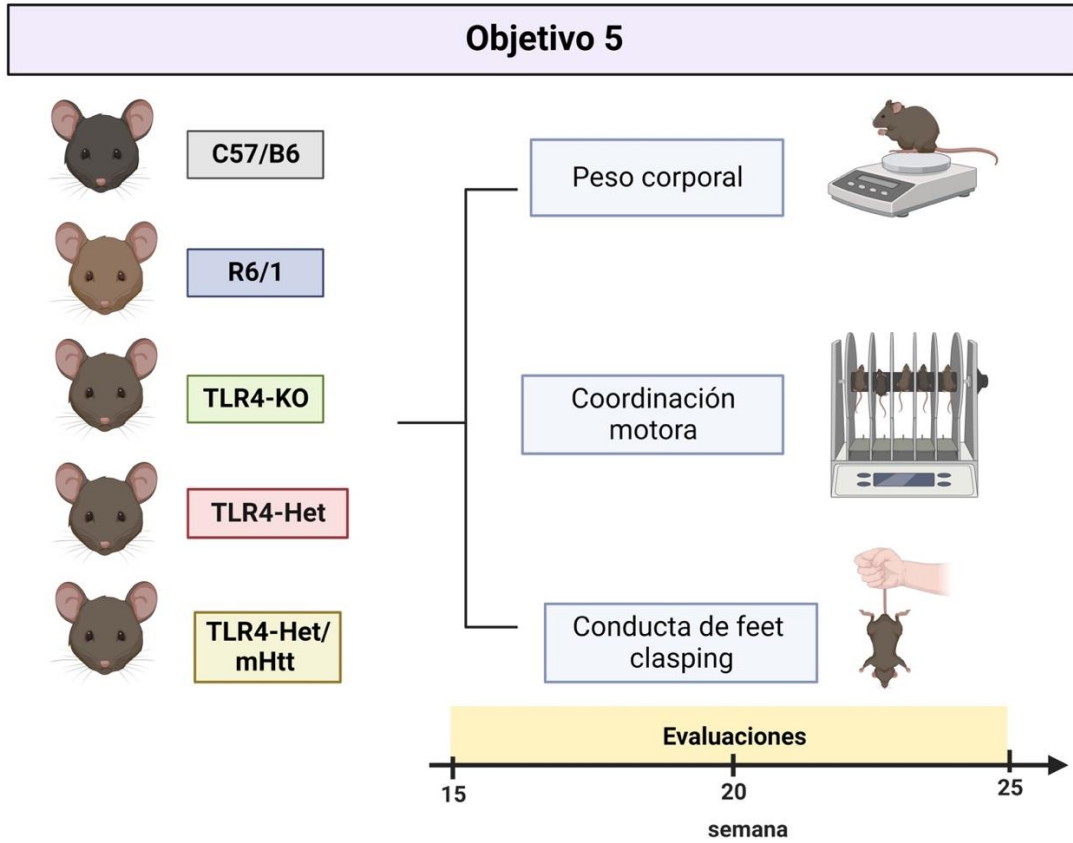 Objetivo 5
C57/B6
R6/1
TLR4-KO
TLR4-Het
TLR4-Het/
mHtt
Peso corporal
Coordinación
motora
Conducta de feet
clasping
Evaluaciones
15
20
25
semana